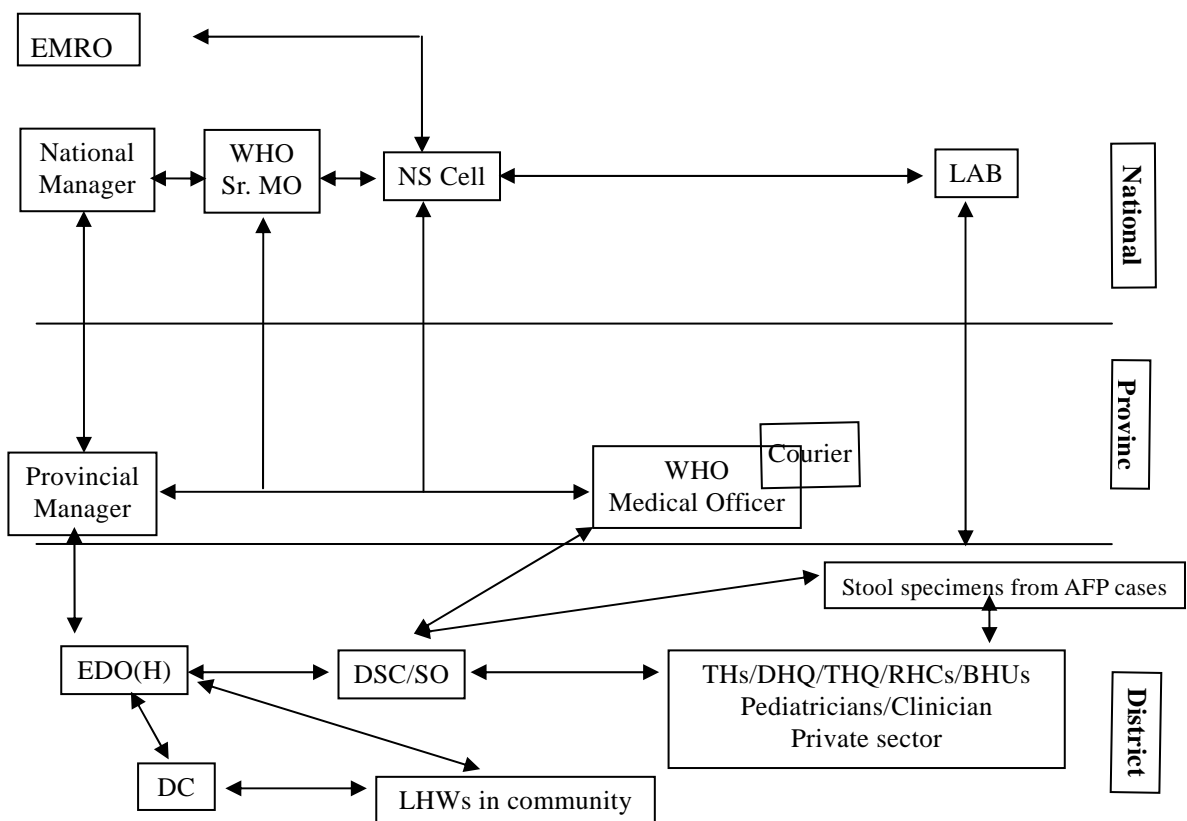 EMRO
National
Manager
WHO
Sr. MO
NS Cell
LAB
National
Provincial
Manager
WHO
Medical Officer
Courier
Provinc
Stool specimens from AFP cases
EDO(H)
DSC/SO
THs/DHQ/THQ/RHCs/BHUs
Pediatricians/Clinician
Private sector
District
DC
LHWs in community